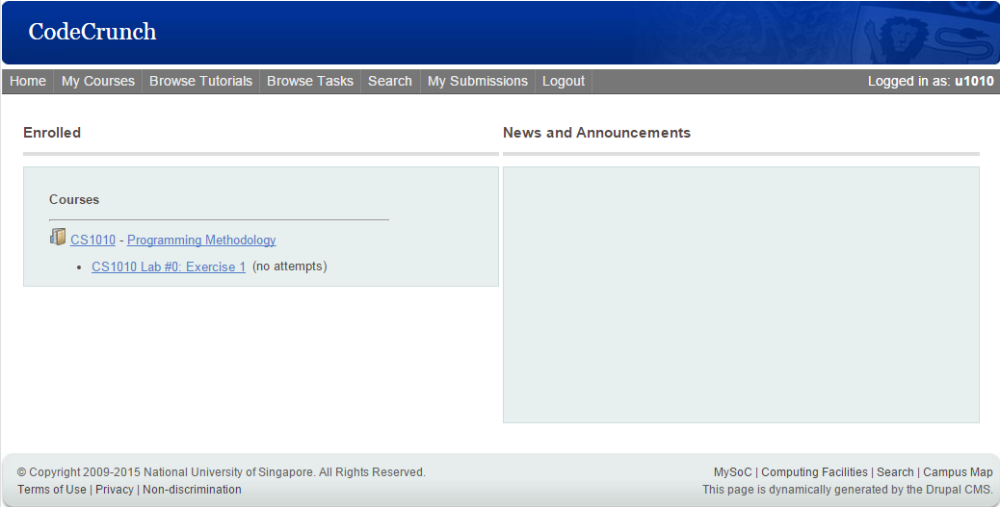 CodeCrunch
Home My Courses Browse Tutorials Browse Tasks Search My Submissions Logout Logged in as: u1010
Enrolled
Courses
CS1010 - Programming Methodology
• CS1010 Lab #0: Exercise 1 (no attempts)
News and Announcements
© Copyright 2009-2015 National University of Singapore. All Rights Reserved.
Terms of Use | Privacy | Non-discrimination
MySoC | Computing Facilities | Search | Campus Map
This page is dynamically generated by the Drupal CMS.